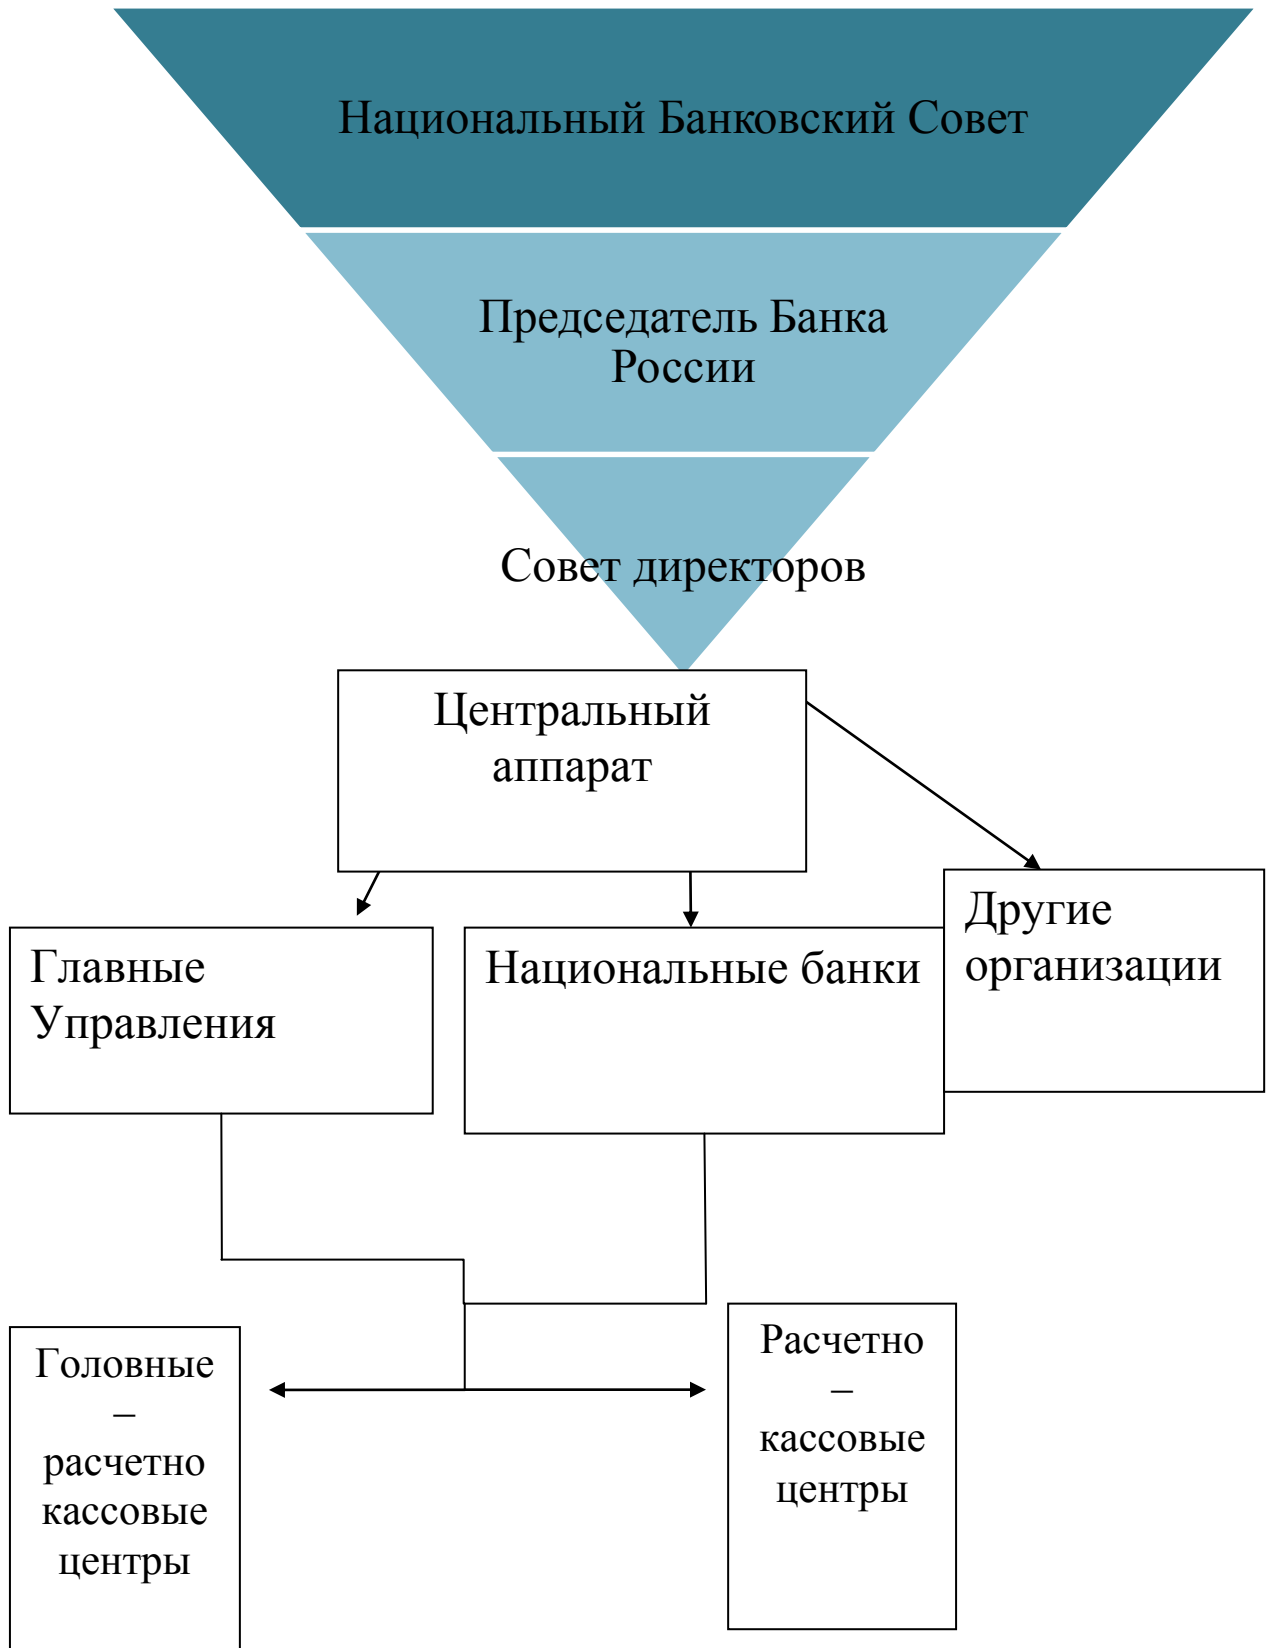 Национальный Банковский Совет
Председатель Банка
России
Совет директоров
Центральный
аппарат
Главные
Управления
Национальные банки
Другие
организации
Головные
–
расчетно
кассовые
центры
Расчетно
–
кассовые
центры